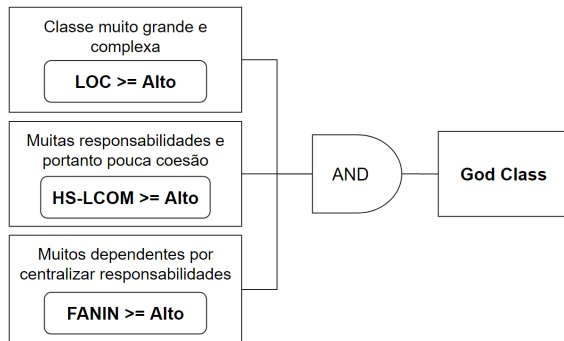 Classe muito grande e
complexa
LOC >= Alto
Muitas responsabilidades e
portanto pouca coesão
HS-LCOM >= Alto
Muitos dependentes por
centralizar responsabilidades
FANIN >= Alto
AND
God Class